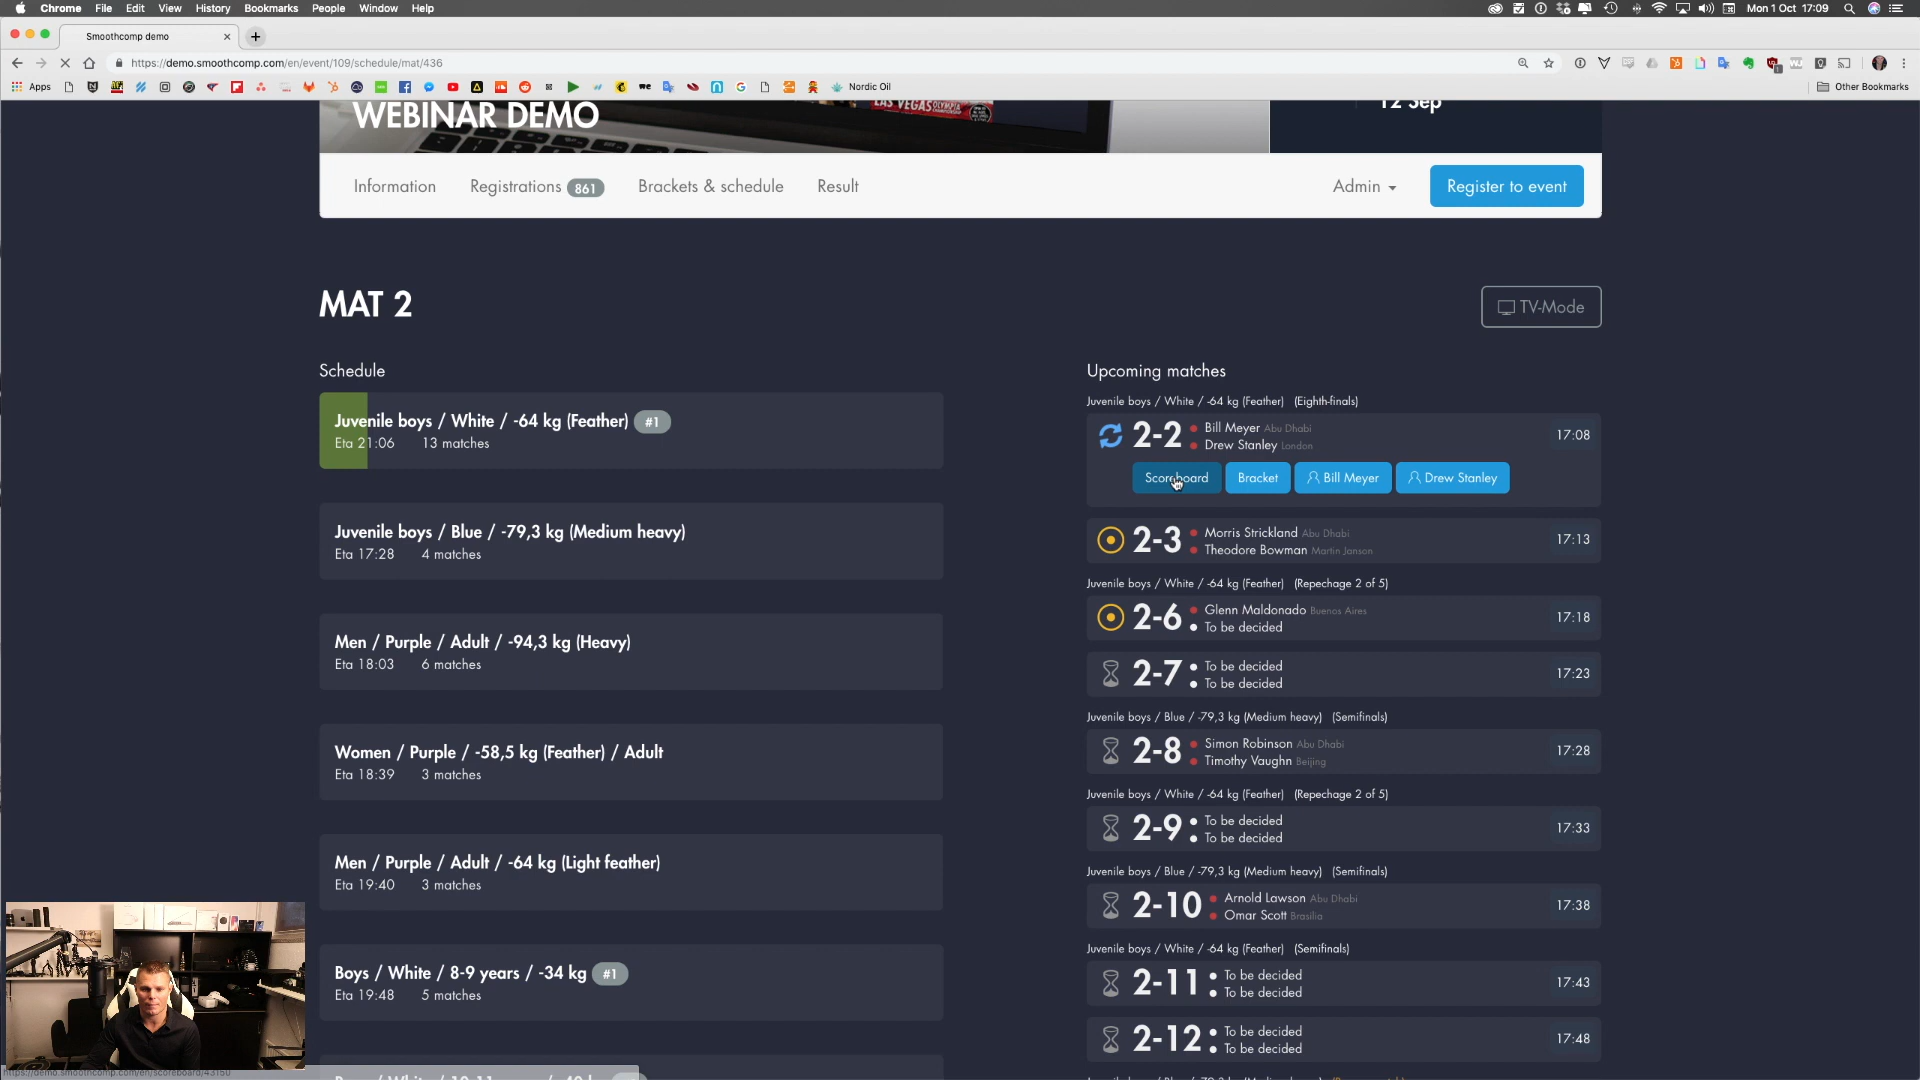 Chrome File Edit View History Bookmarks People Window Help
Mon 1 Oct 17:09
Smoothcomp demo
https://demo.smoothcomp.com/en/event/109/schedule/mat/436
Apps
Nordic Oil
Other Bookmarks
WEBINAR DEMO
LAS VEGAS OLYMPIA
12 Sep
Information Registrations 861 Brackets & schedule Result Admin Register to event
MAT 2
TV-Mode
Schedule
Juvenile boys / White / -64 kg (Feather) #1
Eta 21:06 13 matches
Juvenile boys / Blue / -79,3 kg (Medium heavy)
Eta 17:28 4 matches
Men / Purple / Adult / -94,3 kg (Heavy)
Eta 18:03 6 matches
Women / Purple / -58,5 kg (Feather) / Adult
Eta 18:39 3 matches
Men / Purple / Adult / -64 kg (Light feather)
Eta 19:40 3 matches
Boys / White / 8-9 years / -34 kg #1
Eta 19:48 5 matches
Upcoming matches
Juvenile boys / White / -64 kg (Feather) (Eighth-finals)
2-2 Bill Meyer Abu Dhabi
Drew Stanley London
17:08
Scoreboard Bracket Bill Meyer Drew Stanley
2-3 Morris Strickland Abu Dhabi
Theodore Bowman Martin Janson
17:13
Juvenile boys / White / -64 kg (Feather) (Repechage 2 of 5)
2-6 Glenn Maldonado Buenos Aires
To be decided
17:18
2-7 To be decided
To be decided
17:23
Juvenile boys / Blue / -79,3 kg (Medium heavy) (Semifinals)
2-8 Simon Robinson Abu Dhabi
Timothy Vaughn Beijing
17:28
Juvenile boys / White / -64 kg (Feather) (Repechage 2 of 5)
2-9 To be decided
To be decided
17:33
Juvenile boys / Blue / -79,3 kg (Medium heavy) (Semifinals)
2-10 Arnold Lawson Abu Dhabi
Omar Scott Brasilia
17:38
Juvenile boys / White / -64 kg (Feather) (Semifinals)
2-11 To be decided
To be decided
17:43
2-12 To be decided
To be decided
17:48